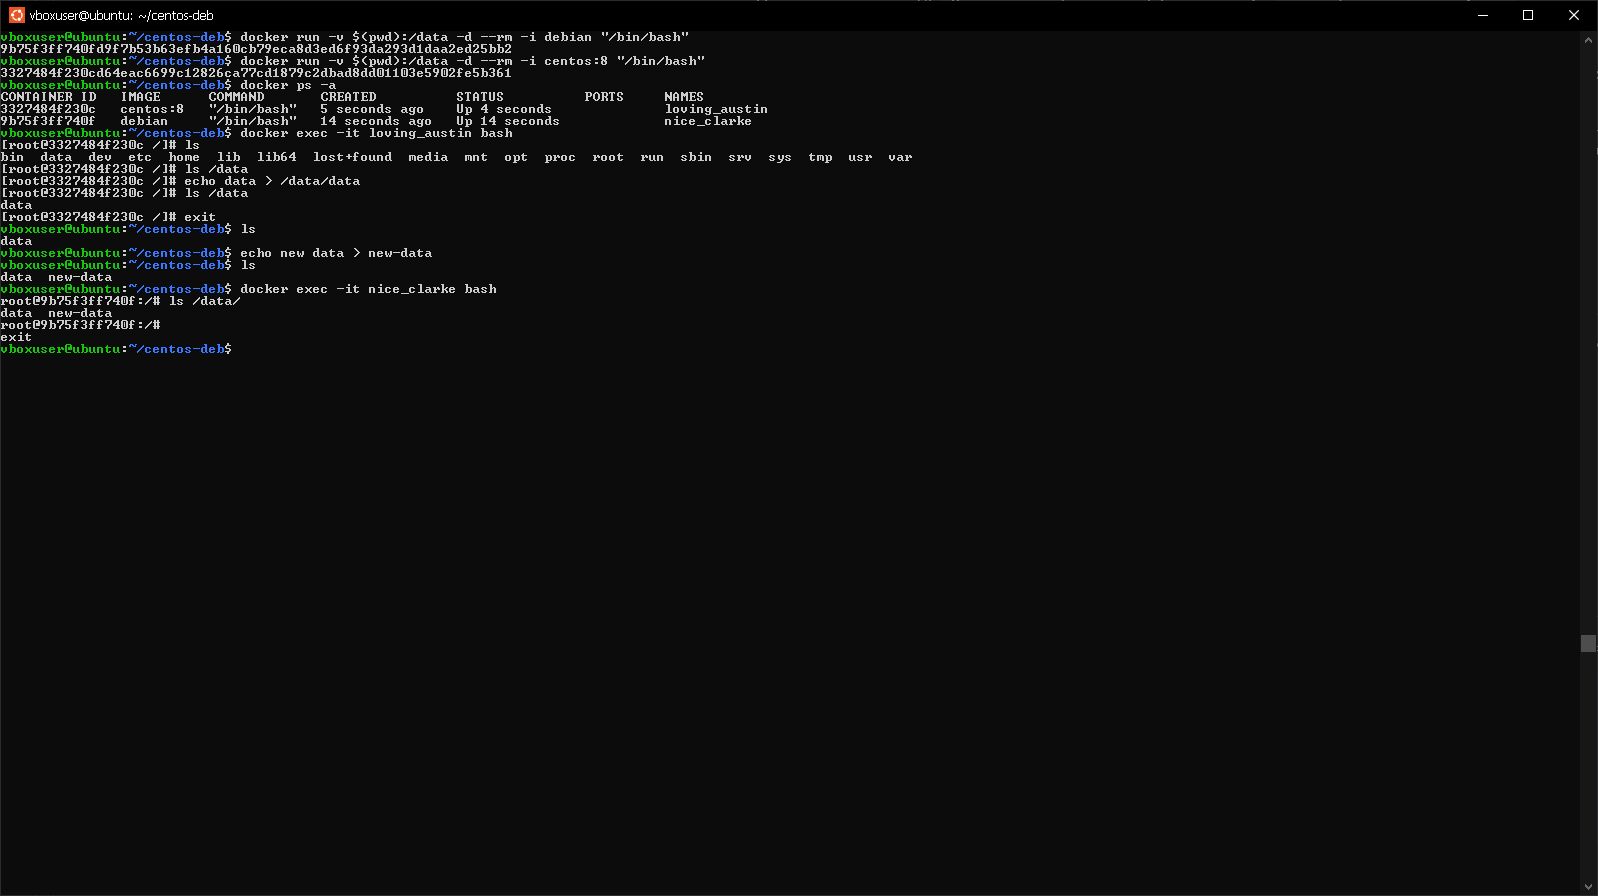 vboxuser@ubuntu: ~/centos-deb
vboxuser@ubuntu:~/centos-deb$ docker run -v $(pwd):/data -d --rm -i debian "/bin/bash"
9b75f3ff740fd9f7b53b63efb4a160cb79eca8d3ed6f93da293d1daa2ed25bb2
vboxuser@ubuntu:~/centos-deb$ docker run -v $(pwd):/data -d --rm -i centos:8 "/bin/bash"
3327484f230cd64eac6699c12826ca77cd1879c2dbad8dd01103e5902fe5b361
vboxuser@ubuntu:~/centos-deb$ docker ps -a
CONTAINER ID   IMAGE      COMMAND       CREATED          STATUS          PORTS     NAMES
3327484f230c   centos:8   "/bin/bash"   5 seconds ago    Up 4 seconds              loving_austin
9b75f3ff740f   debian     "/bin/bash"   14 seconds ago   Up 14 seconds             nice_clarke
vboxuser@ubuntu:~/centos-deb$ docker exec -it loving_austin bash
[root@3327484f230c /]# ls
bin  data  dev  etc  home  lib  lib64  lost+found  media  mnt  opt  proc  root  run  sbin  srv  sys  tmp  usr  var
[root@3327484f230c /]# ls /data
[root@3327484f230c /]# echo data > /data/data
[root@3327484f230c /]# ls /data
data
[root@3327484f230c /]# exit
vboxuser@ubuntu:~/centos-deb$ ls
data
vboxuser@ubuntu:~/centos-deb$ echo new data > new-data
vboxuser@ubuntu:~/centos-deb$ ls
data  new-data
vboxuser@ubuntu:~/centos-deb$ docker exec -it nice_clarke bash
root@9b75f3ff740f:/# ls /data/
data  new-data
root@9b75f3ff740f:/#
exit
vboxuser@ubuntu:~/centos-deb$